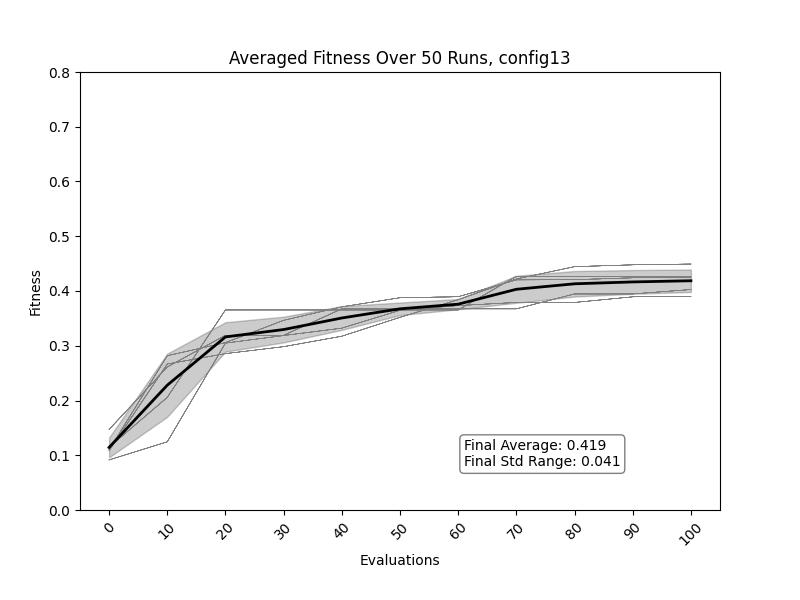 Averaged Fitness Over 50 Runs, config13
0.8
0.7
0.6
0.5
0.4
0.3
0.2
0.1
0.0
Fitness
Final Average: 0.419
Final Std Range: 0.041
0 10 20 30 40 50 60 70 80 90 100
Evaluations